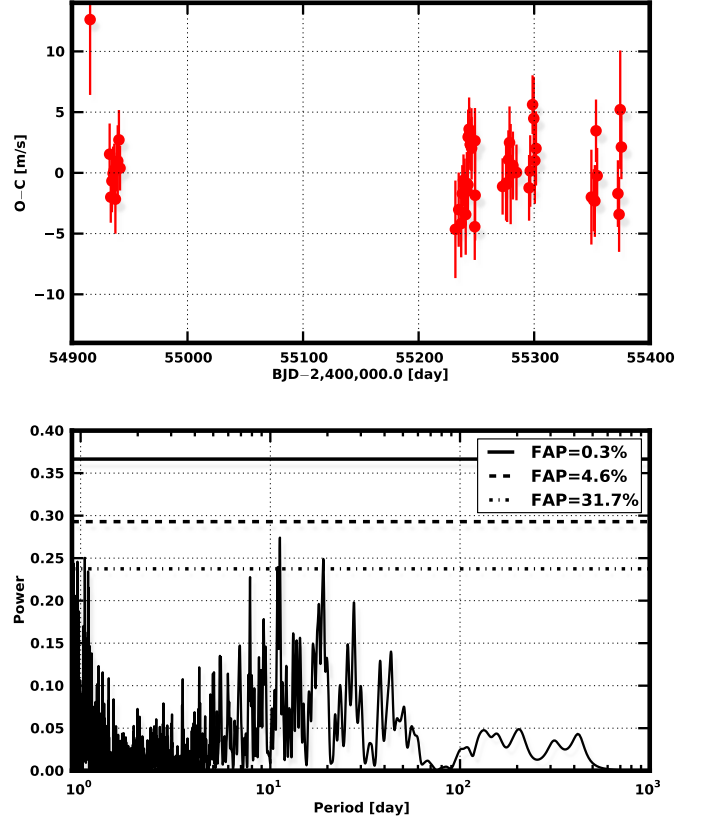 10
5
0
−5
−10
O−C [m/s]
54900 55000 55100 55200 55300 55400
BJD−2,400,000.0 [day]
0.40
0.35
0.30
0.25
0.20
0.15
0.10
0.05
0.00
Power
FAP=0.3%
FAP=4.6%
FAP=31.7%
10⁰ 10¹ 10² 10³
Period [day]